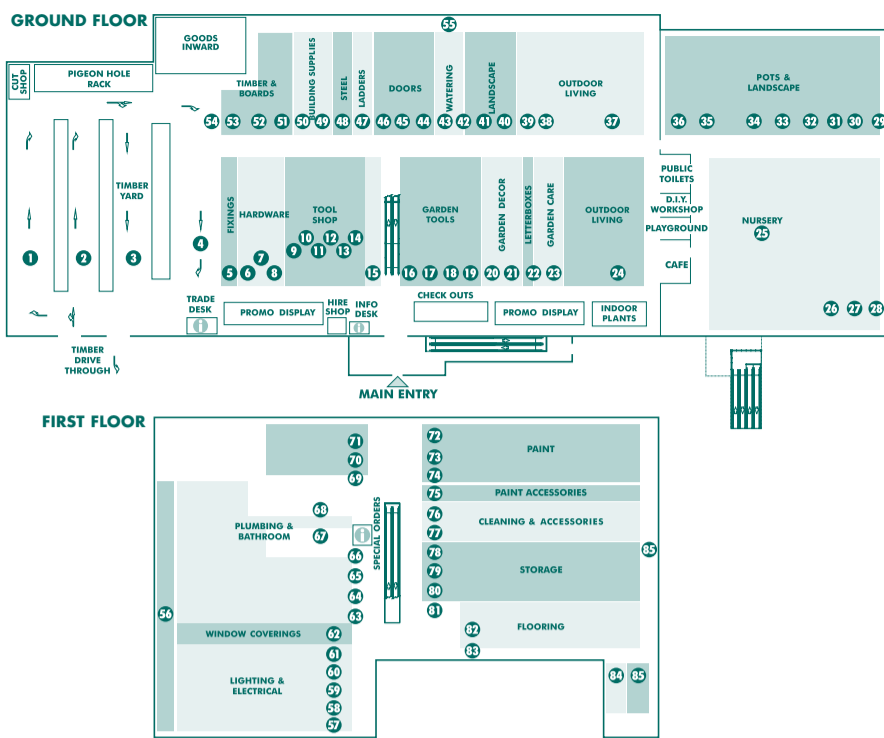 GROUND FLOOR
55
GOODS
INWARD
CUT
SHOP
PIGEON HOLE
RACK
TIMBER &
BOARDS
BUILDING SUPPLIES
STEEL
LADDERS
DOORS
WATERING
LANDSCAPE
OUTDOOR
LIVING
POTS &
LANDSCAPE
54 53 52 51 50 49 48 47 46 45 44 43 42 41 40 39 38 37 36 35 34 33 32 31 30 29
TIMBER
YARD
FIXINGS
HARDWARE
TOOL
SHOP
GARDEN
TOOLS
GARDEN DECOR
LETTERBOXES
GARDEN CARE
OUTDOOR
LIVING
PUBLIC
TOILETS
D.I.Y.
WORKSHOP
PLAYGROUND
CAFE
NURSERY
25
1 2 3 4
5 6 7 8 9 10 11 12 13 14 15 16 17 18 19 20 21 22 23 24
26 27 28
TRADE
DESK
i
PROMO DISPLAY
HIRE
SHOP
INFO
DESK
i
CHECK OUTS
PROMO DISPLAY
INDOOR
PLANTS
TIMBER
DRIVE
THROUGH
MAIN ENTRY
FIRST FLOOR
71
70
69
68
67
PLUMBING &
BATHROOM
i
SPECIAL ORDERS
66
65
64
63
56
WINDOW COVERINGS
62
61
60
LIGHTING &
ELECTRICAL
59
58
57
72
PAINT
73
74
75
PAINT ACCESSORIES
76
CLEANING & ACCESSORIES
77
78
STORAGE
79
80
81
85
FLOORING
82
83
84 85